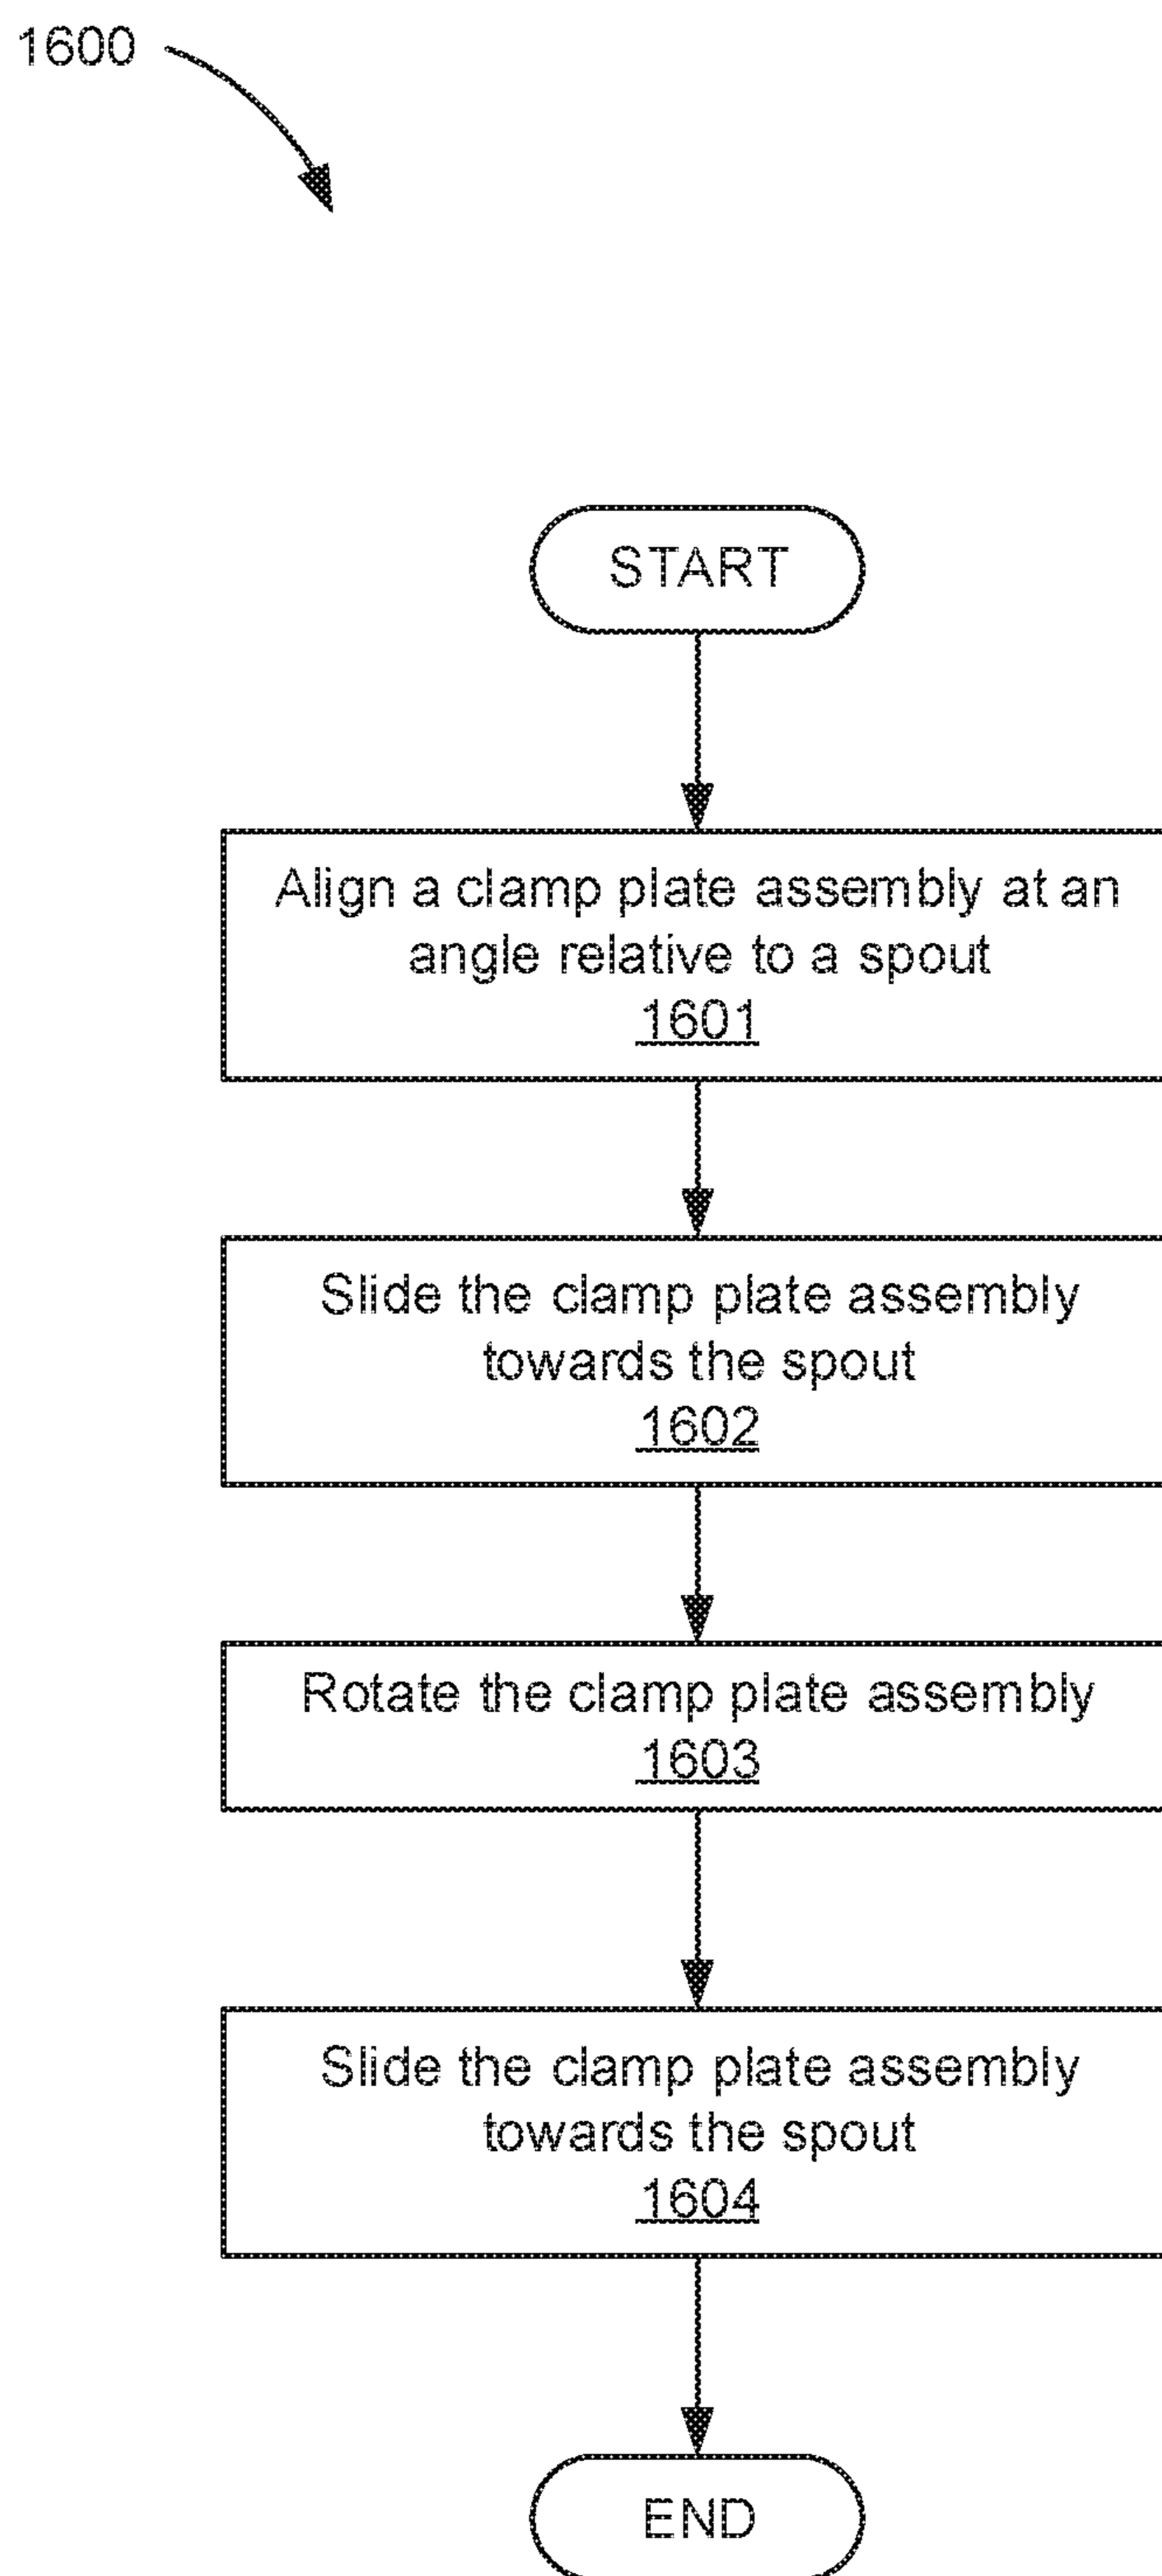 1600
START
Align a clamp plate assembly at an
angle relative to a spout
1601
Slide the clamp plate assembly
towards the spout
1602
Rotate the clamp plate assembly
1603
Slide the clamp plate assembly
towards the spout
1604
END